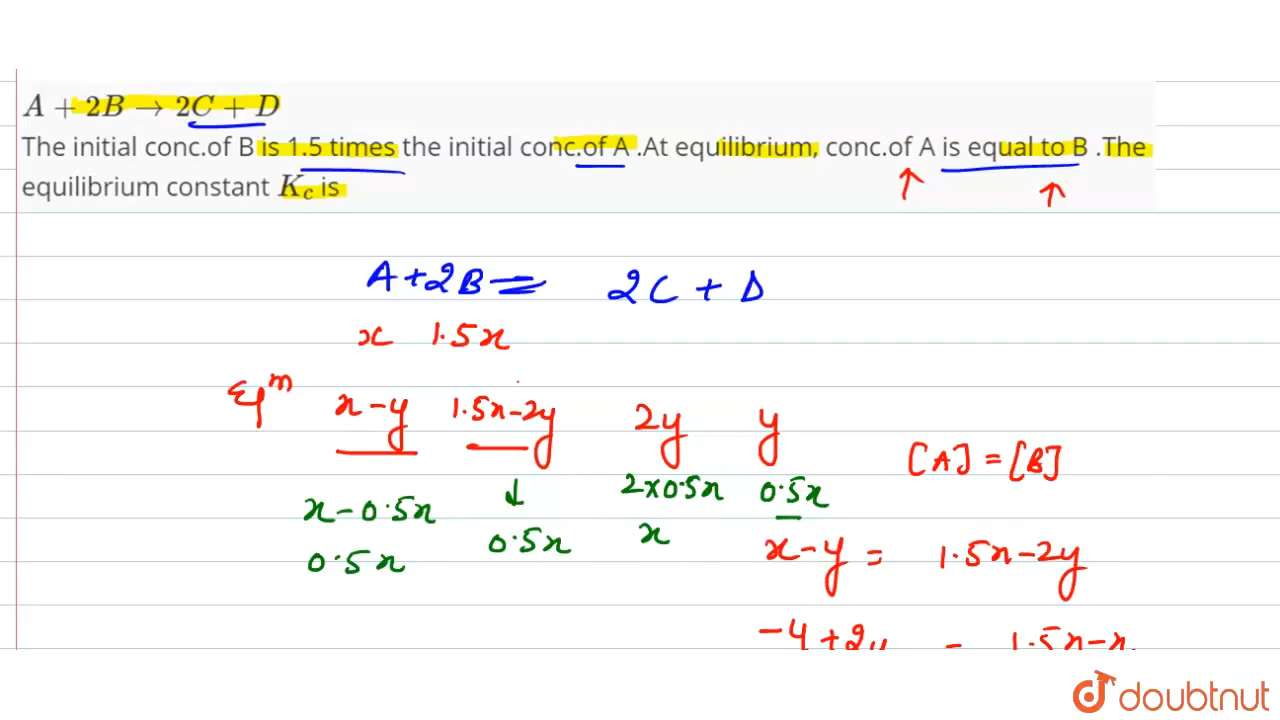 A + 2B → 2C + D
The initial conc.of B is 1.5 times the initial conc.of A .At equilibrium, conc.of A is equal to B .The
equilibrium constant K_c is
A + 2B = 2C + D
x 1.5x
Eq^m x-y 1.5x-2y 2y y
[A] = [B]
x-0.5x ↓ 2×0.5x 0.5x
0.5x 0.5x x
x-y = 1.5x-2y
-y+2y = 1.5x-x
doubtnut